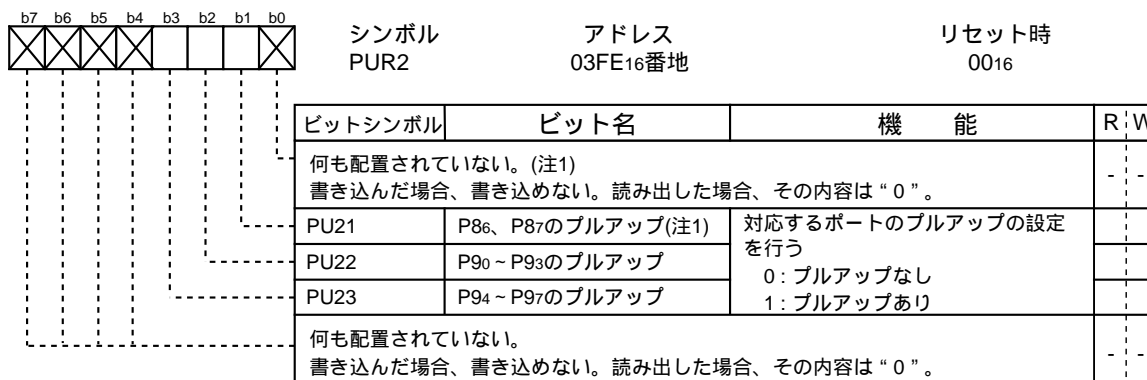 b7 b6 b5 b4 b3 b2 b1 b0
シンボル アドレス リセット時
PUR2 03FE16番地 0016
ビットシンボル ビット名 機 能 R W
何も配置されていない。(注1)
書き込んだ場合、書き込めない。読み出した場合、その内容は“0”。 - -
PU21 P86、P87のプルアップ(注1) 対応するポートのプルアップの設定
を行う
PU22 P90~P93のプルアップ 0:プルアップなし
PU23 P94~P97のプルアップ 1:プルアップあり
何も配置されていない。
書き込んだ場合、書き込めない。読み出した場合、その内容は“0”。 - -